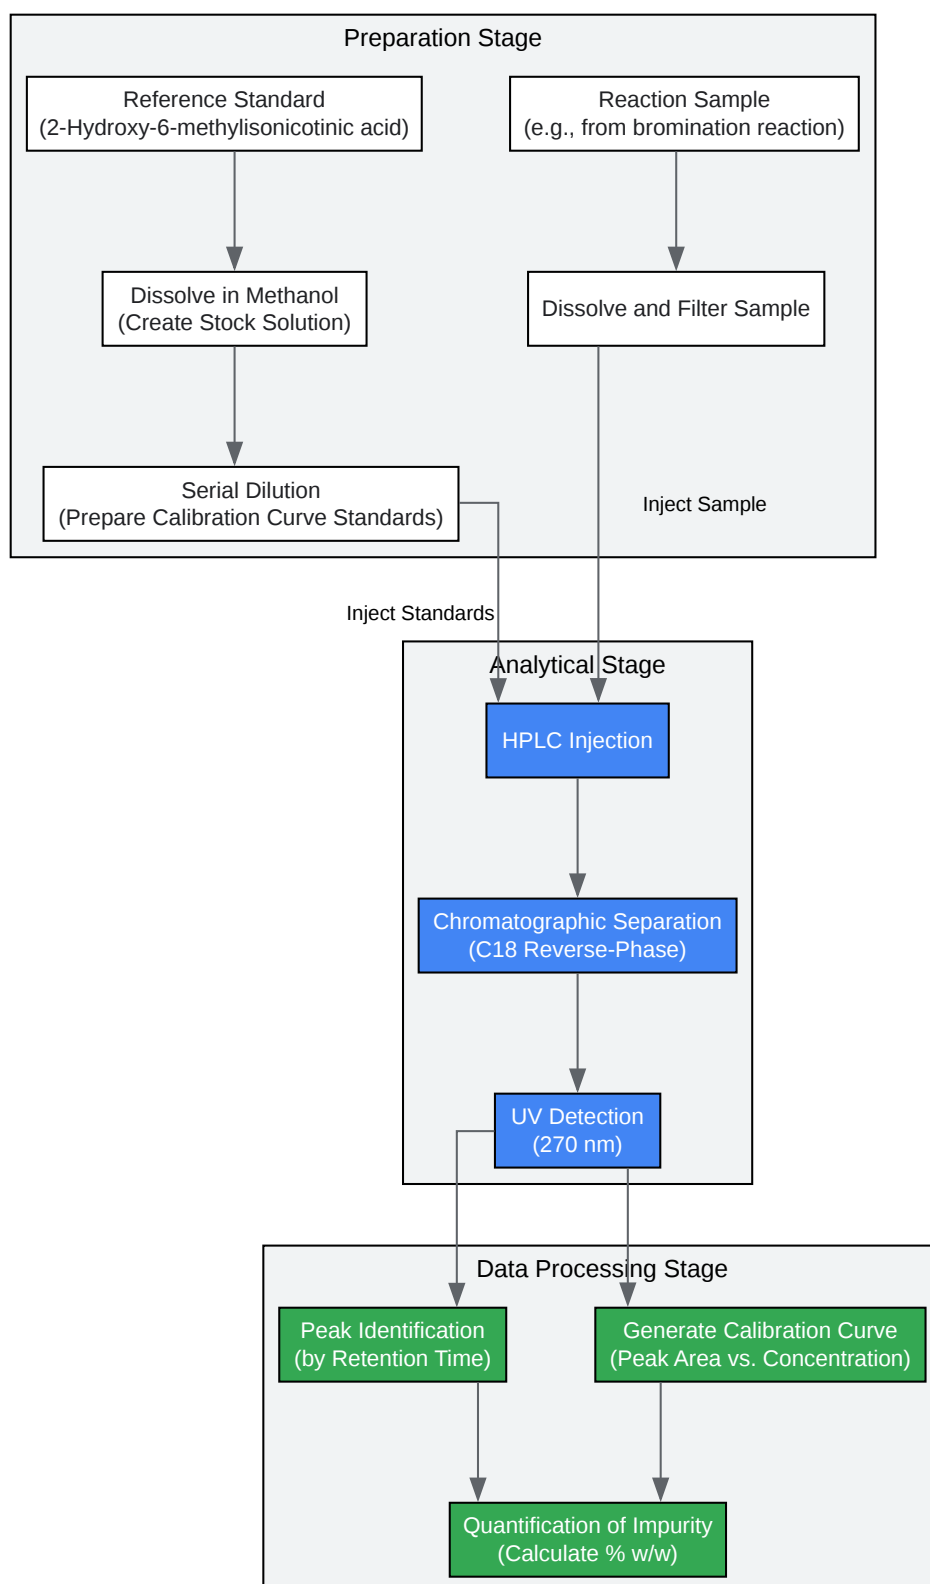 Preparation Stage
Reference Standard
(2-Hydroxy-6-methylisonicotinic acid)
Reaction Sample
(e.g., from bromination reaction)
Dissolve in Methanol
(Create Stock Solution)
Dissolve and Filter Sample
Serial Dilution
(Prepare Calibration Curve Standards)
Inject Sample
Inject Standards
Analytical Stage
HPLC Injection
Chromatographic Separation
(C18 Reverse-Phase)
UV Detection
(270 nm)
Data Processing Stage
Peak Identification
(by Retention Time)
Generate Calibration Curve
(Peak Area vs. Concentration)
Quantification of Impurity
(Calculate % w/w)